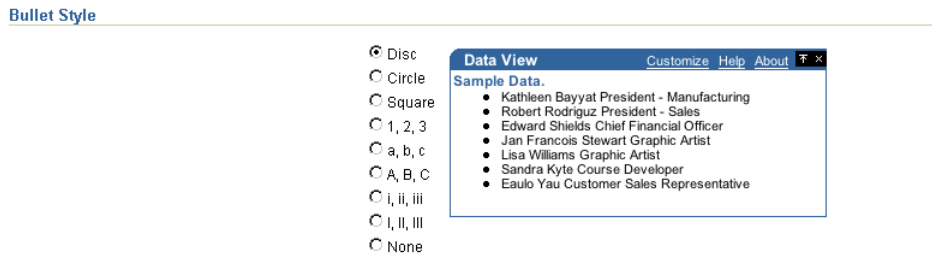 Bullet Style
Disc
Circle
Square
1, 2, 3
a, b, c
A, B, C
i, ii, iii
I, II, III
None
Data View Customize Help About
Sample Data.
Kathleen Bayyat President - Manufacturing
Robert Rodriguz President - Sales
Edward Shields Chief Financial Officer
Jan Francois Stewart Graphic Artist
Lisa Williams Graphic Artist
Sandra Kyte Course Developer
Eaulo Yau Customer Sales Representative